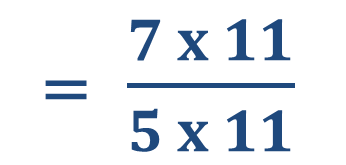 7 x 11
=
5 x 11